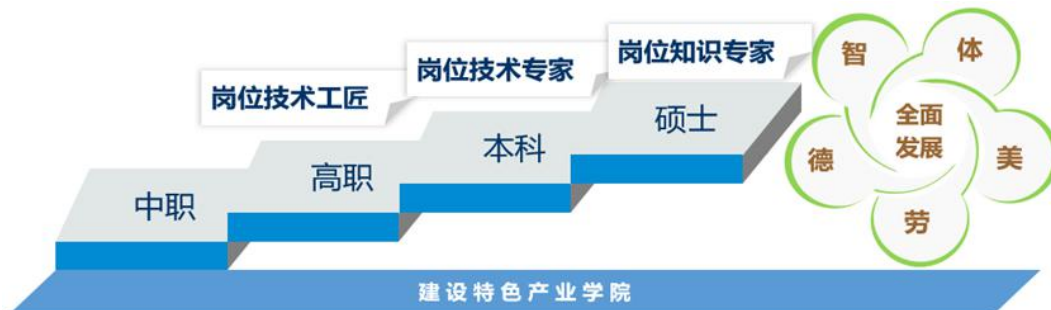 岗位知识专家
岗位技术专家
岗位技术工匠
硕士
本科
高职
中职
智
体
德
美
劳
全面
发展
建设特色产业学院